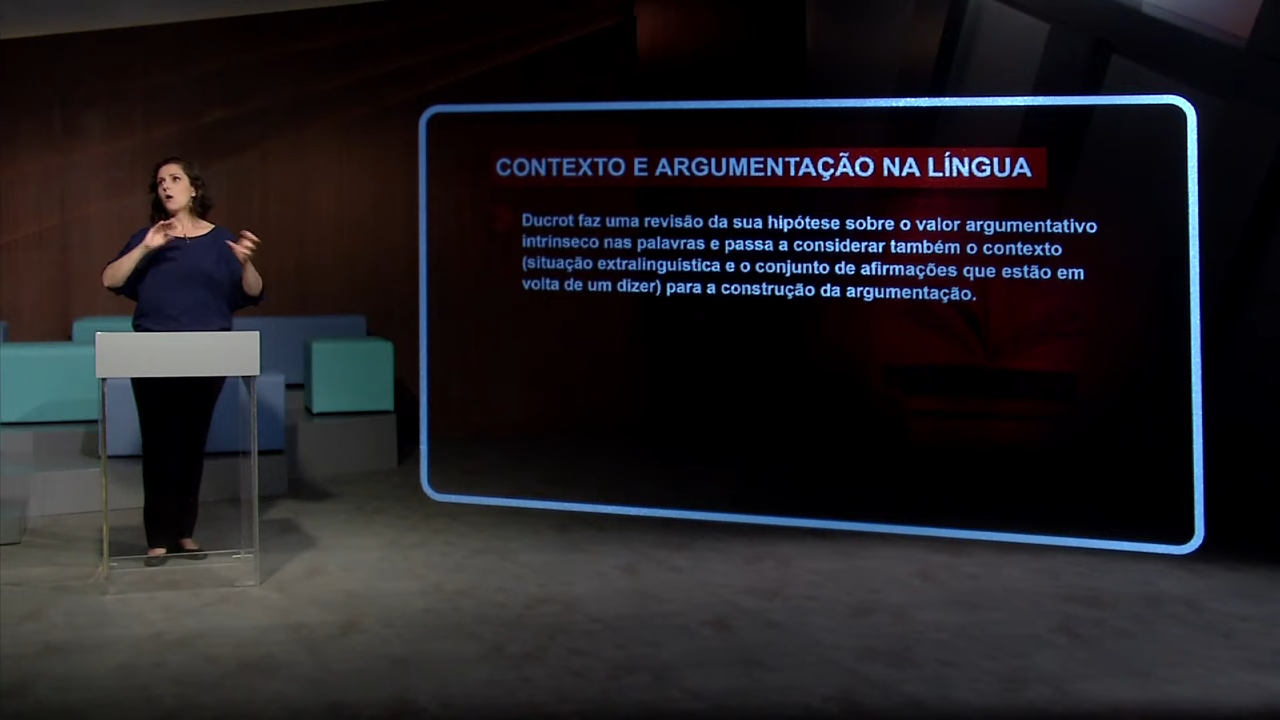 CONTEXTO E ARGUMENTAÇÃO NA LÍNGUA
Ducrot faz uma revisão da sua hipótese sobre o valor argumentativo
intrínseco nas palavras e passa a considerar também o contexto
(situação extralinguística e o conjunto de afirmações que estão em
volta de um dizer) para a construção da argumentação.